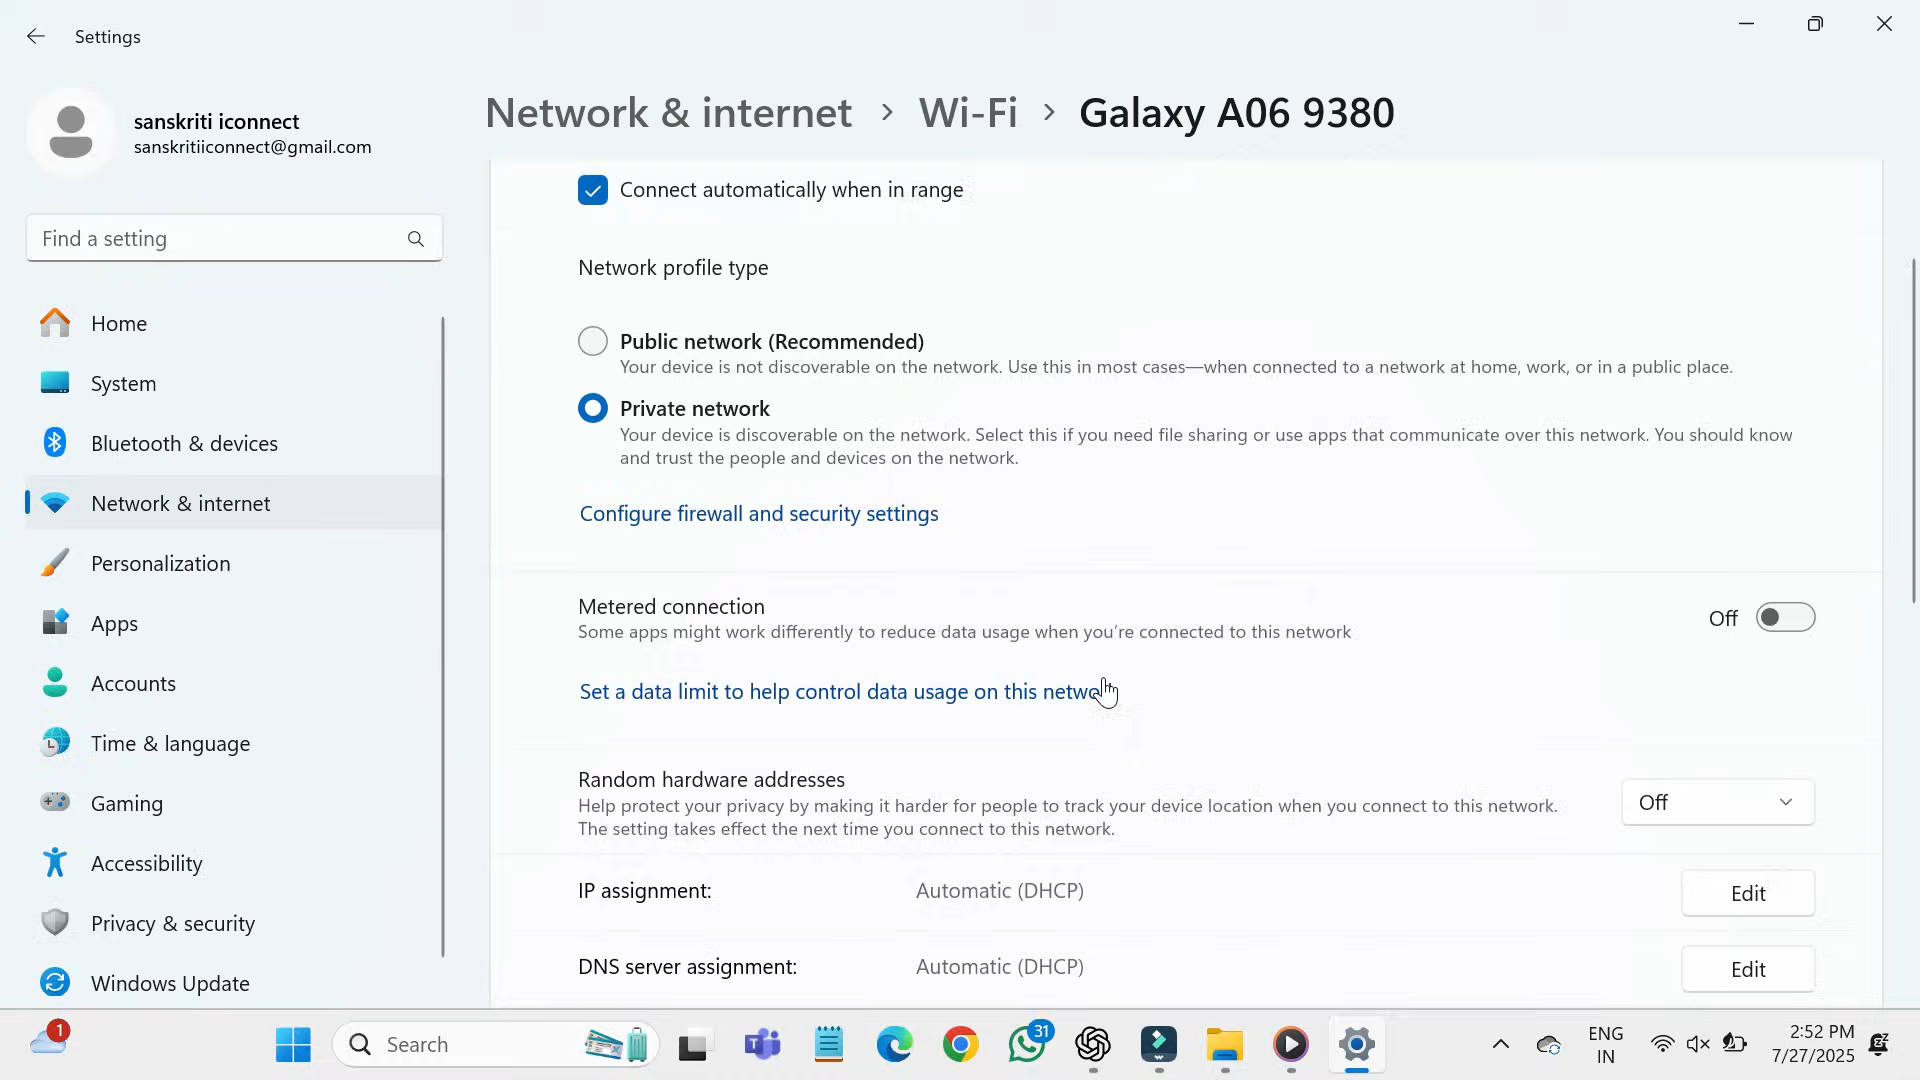 Settings
sanskriti iconnect
sanskritiiconnect@gmail.com
Find a setting
Home
System
Bluetooth & devices
Network & internet
Personalization
Apps
Accounts
Time & language
Gaming
Accessibility
Privacy & security
Windows Update
Network & internet > Wi-Fi > Galaxy A06 9380
Connect automatically when in range
Network profile type
Public network (Recommended)
Your device is not discoverable on the network. Use this in most cases—when connected to a network at home, work, or in a public place.
Private network
Your device is discoverable on the network. Select this if you need file sharing or use apps that communicate over this network. You should know
and trust the people and devices on the network.
Configure firewall and security settings
Metered connection
Some apps might work differently to reduce data usage when you're connected to this network
Off
Set a data limit to help control data usage on this netwo
Random hardware addresses
Help protect your privacy by making it harder for people to track your device location when you connect to this network.
The setting takes effect the next time you connect to this network.
Off
IP assignment: Automatic (DHCP) Edit
DNS server assignment: Automatic (DHCP) Edit
1
Search
31
ENG
IN
2:52 PM
7/27/2025